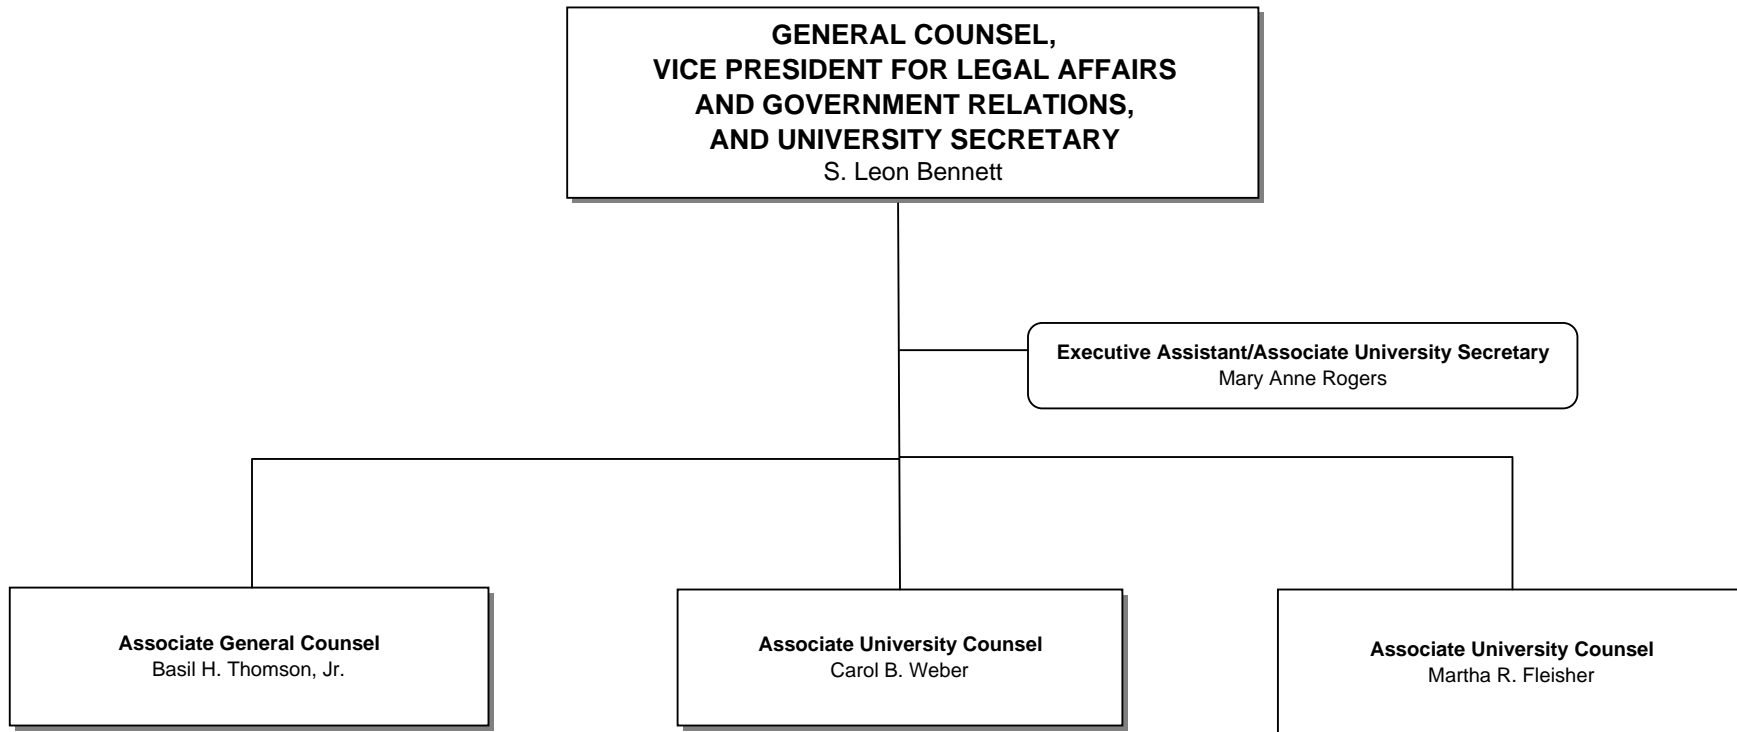 GENERAL COUNSEL,
VICE PRESIDENT FOR LEGAL AFFAIRS
AND GOVERNMENT RELATIONS,
AND UNIVERSITY SECRETARY
S. Leon Bennett
Executive Assistant/Associate University Secretary
Mary Anne Rogers
Associate General Counsel
Basil H. Thomson, Jr.
Associate University Counsel
Carol B. Weber
Associate University Counsel
Martha R. Fleisher